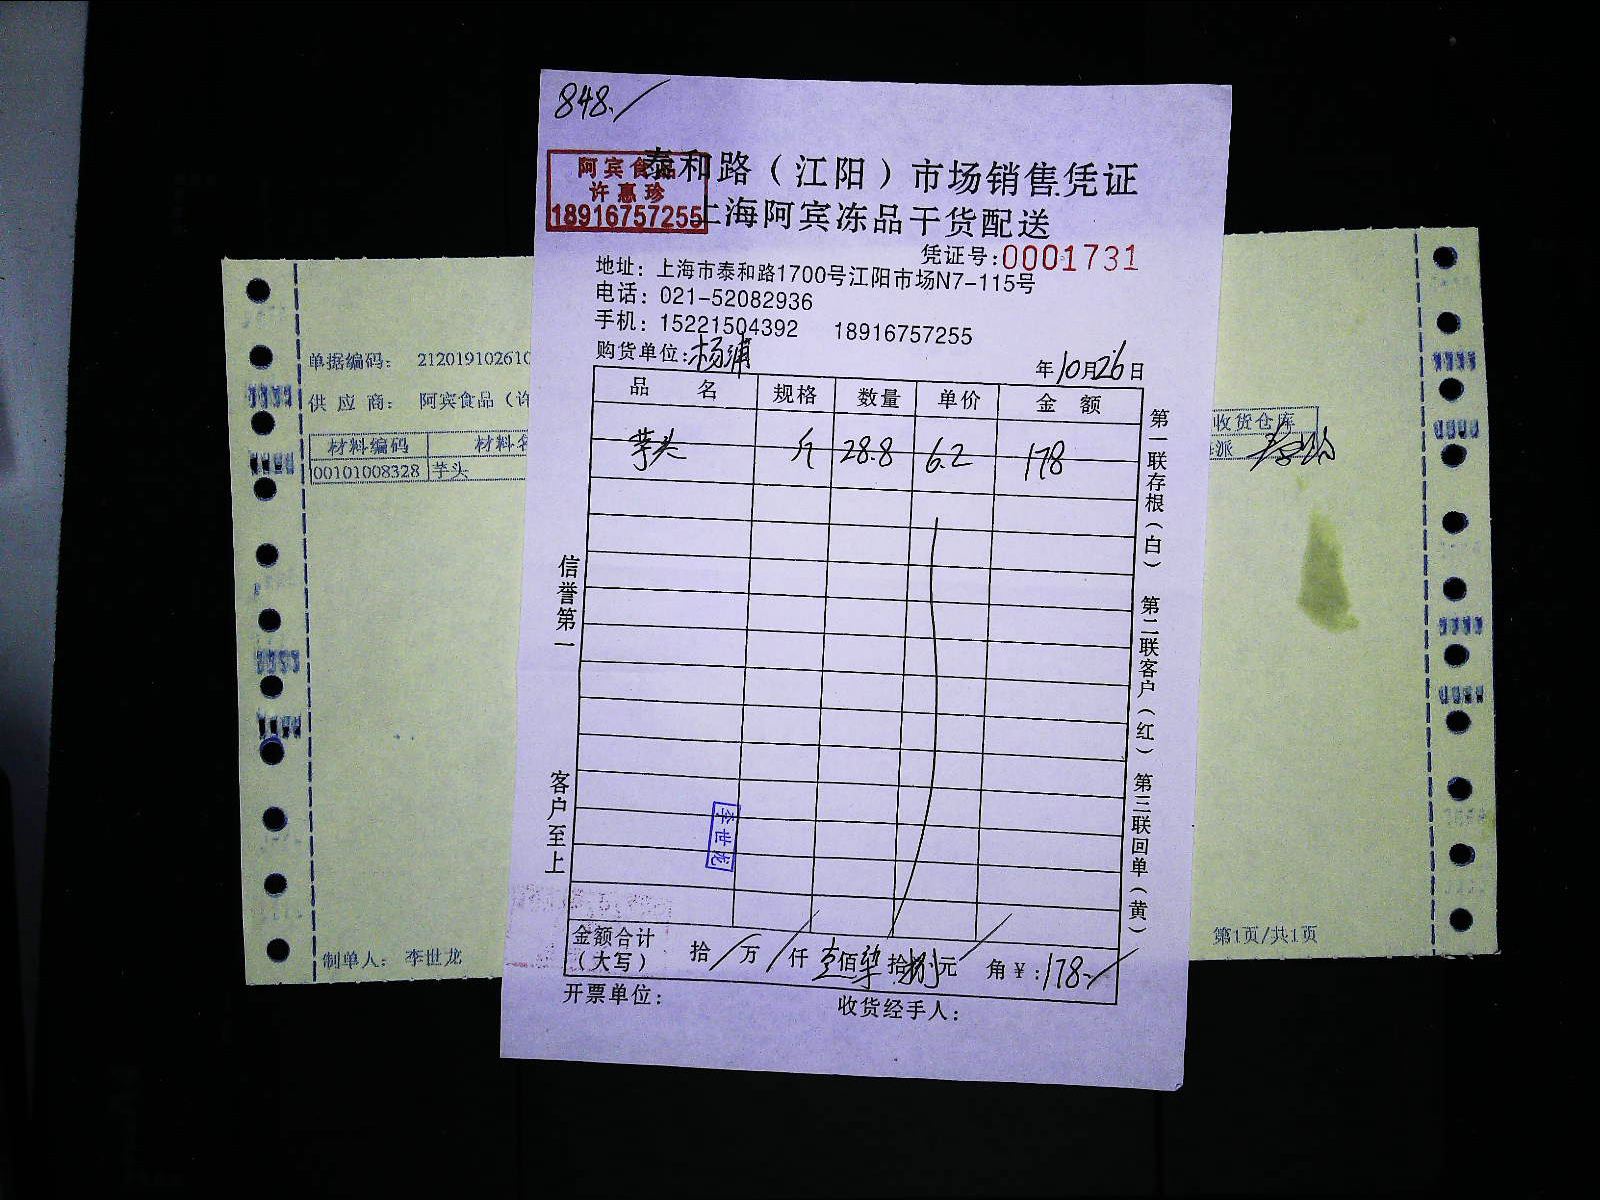 848.
阿宾食品
许惠珍
18916757255
泰和路（江阳）市场销售凭证
上海阿宾冻品干货配送
凭证号:0001731
地址：上海市泰和路1700号江阳市场N7-115号
电话：021-52082936
手机：15221504392 18916757255
购货单位:杨浦 年10月26日
品 名 规格 数量 单价 金 额
芋头 斤 28.8 6.2 178
信誉第一
客户至上
第一联存根（白） 第二联客户（红） 第三联回单（黄）
李世龙
金额合计（大写） 拾 万 仟 壹佰柒拾捌元 角￥:178-
开票单位： 收货经手人：
单据编码： 212019102610
供 应 商： 阿宾食品（许
材料编码 材料名
00101008328 芋头
收货仓库
派
制单人： 李世龙
第1页/共1页